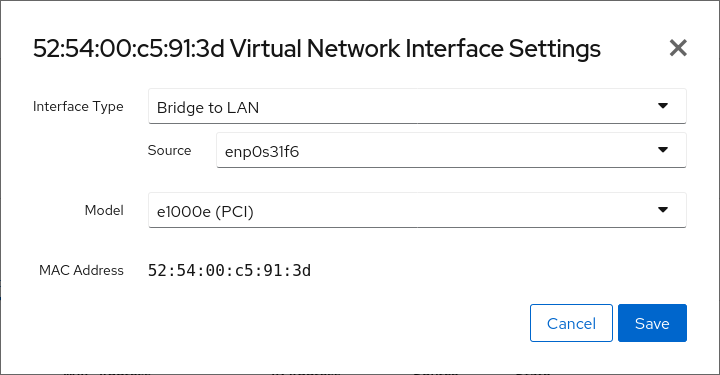 52:54:00:c5:91:3d Virtual Network Interface Settings
Interface Type Bridge to LAN
Source enp0s31f6
Model e1000e (PCI)
MAC Address 52:54:00:c5:91:3d
Cancel Save